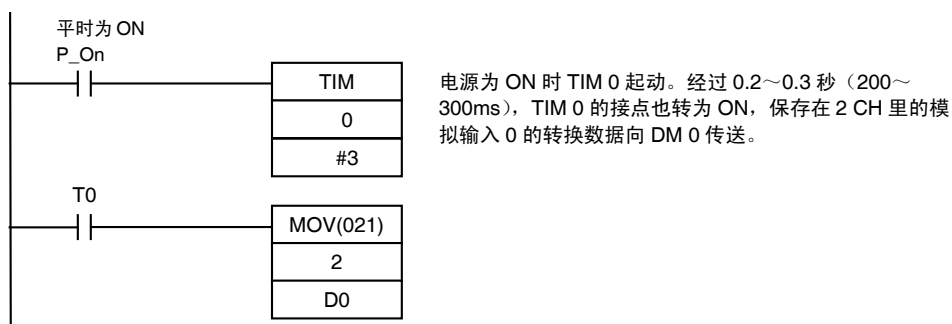 平时为 ON
P_On
TIM
0
#3
电源为 ON 时 TIM 0 起动。经过 0.2～0.3 秒（200～
300ms），TIM 0 的接点也转为 ON，保存在 2 CH 里的模
拟输入 0 的转换数据向 DM 0 传送。
T0
MOV(021)
2
D0